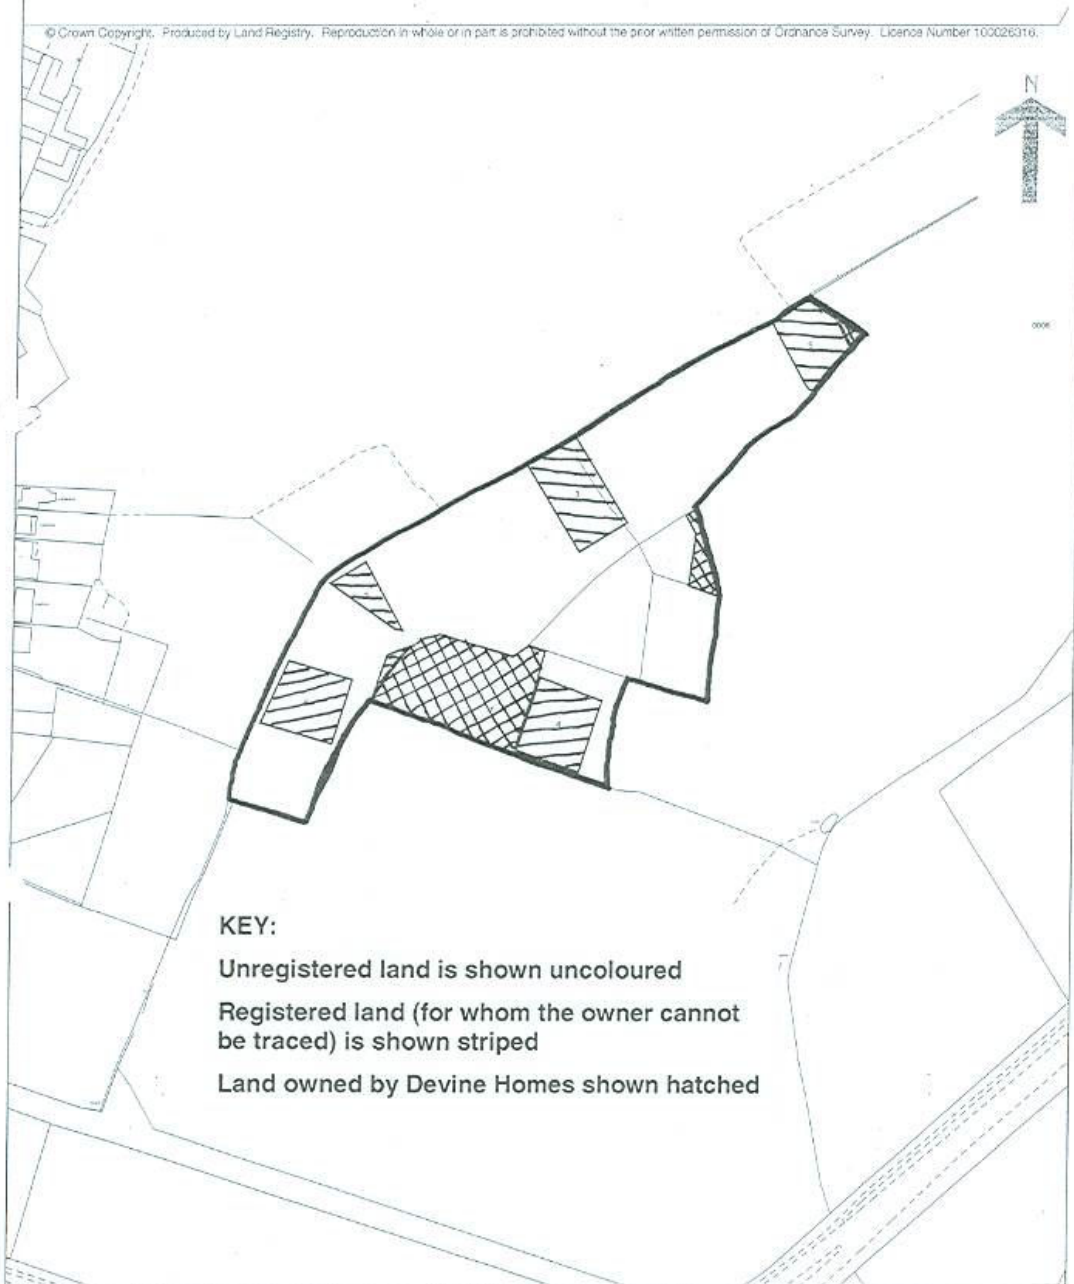 © Crown Copyright. Produced by Land Registry. Reproduction in whole or in part is prohibited without the prior written permission of Ordnance Survey. Licence Number 100026316.
N
KEY:
Unregistered land is shown uncoloured
Registered land (for whom the owner cannot
be traced) is shown striped
Land owned by Devine Homes shown hatched